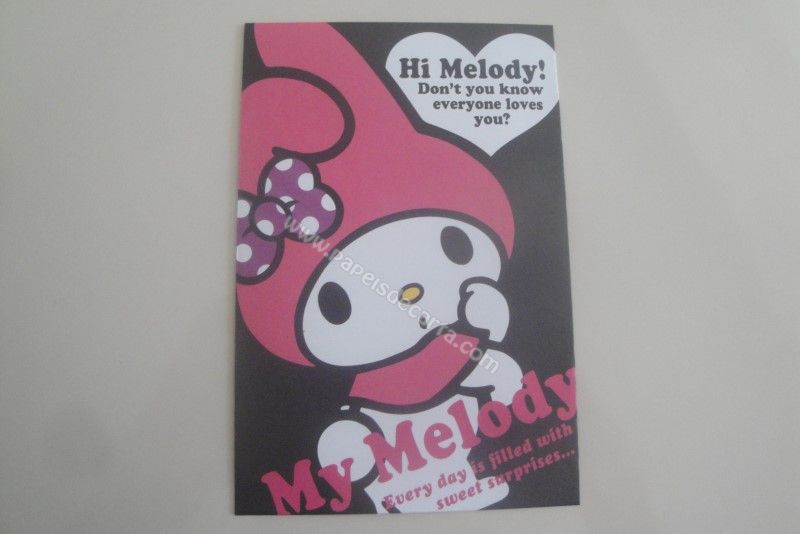 Hi Melody!
Don't you know
everyone loves
you?
www.papeisdecarta.com
My Melody
Every day is filled with
sweet surprises...